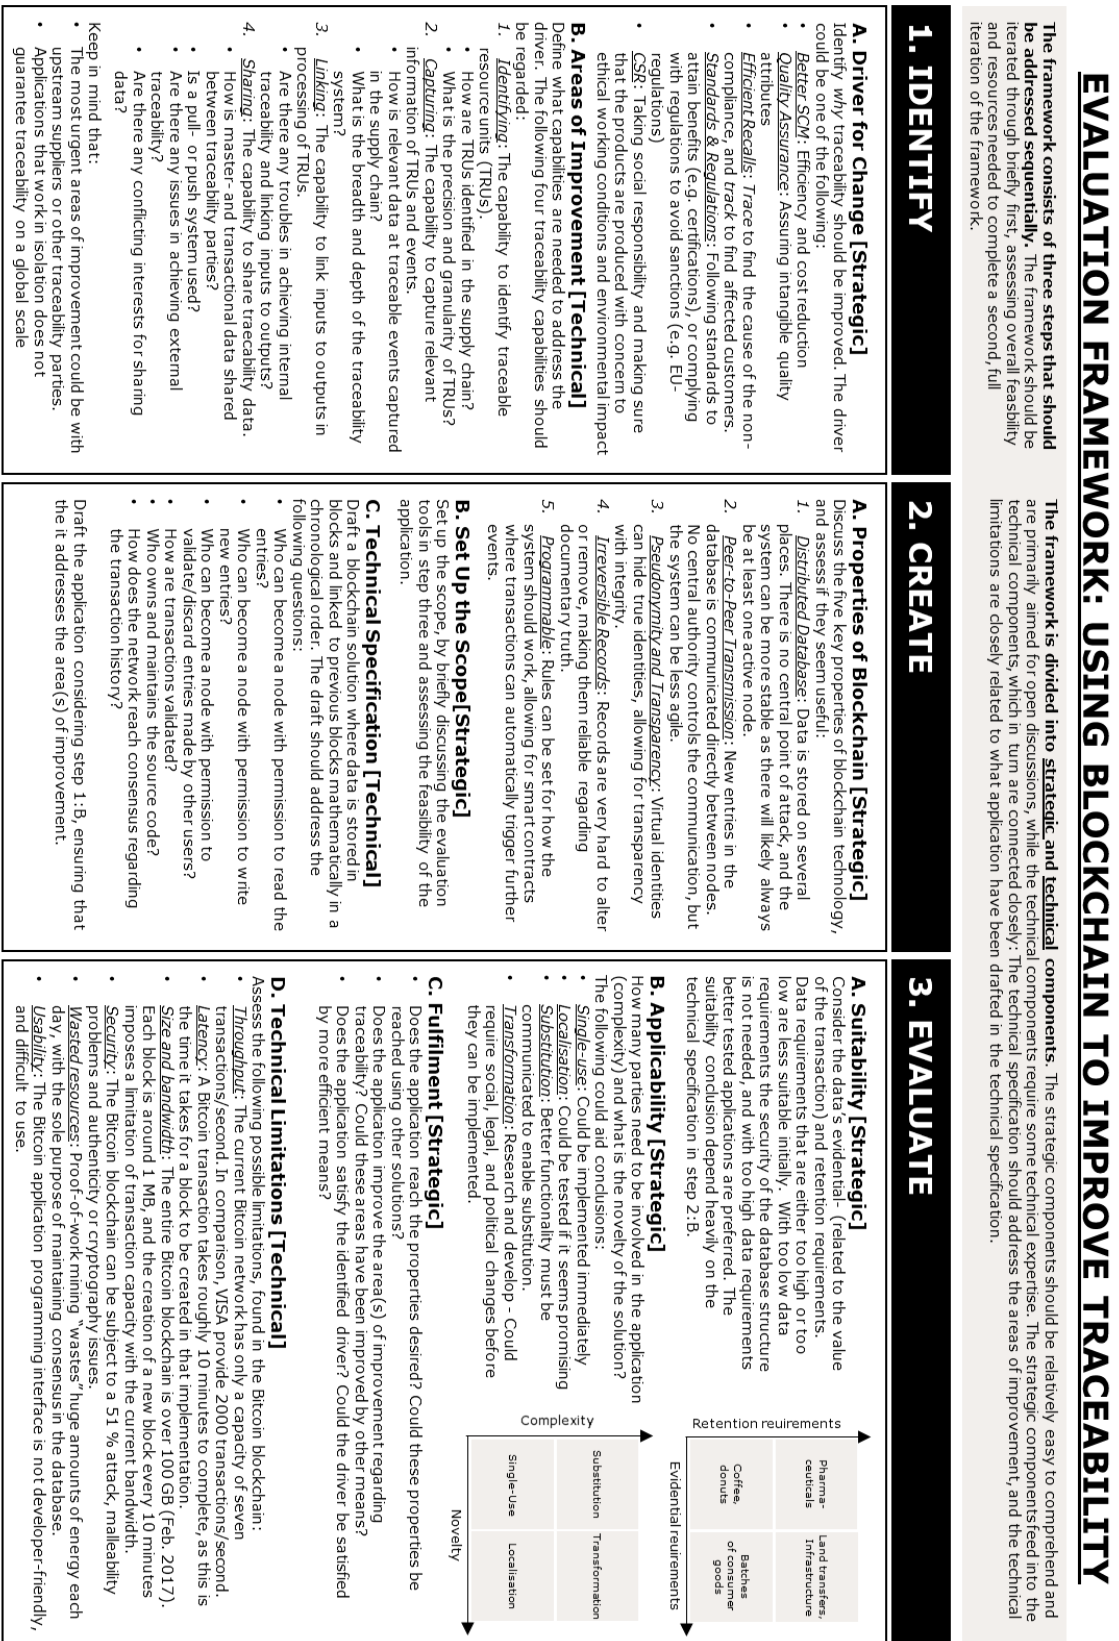 EVALUATION FRAMEWORK: USING BLOCKCHAIN TO IMPROVE TRACEABILITY
The framework consists of three steps that should
be addressed sequentially. The framework should be
iterated through briefly first, assessing overall feasbility
and resources needed to complete a second, full
iteration of the framework.
The framework is divided into strategic and technical components. The strategic components should be relatively easy to comprehend and
are primarily aimed for open discussions, while the technical components require some technical expertise. The strategic components feed into the
technical components, which in turn are connected closely: The technical specification should address the areas of improvement, and the technical
limitations are closely related to what application have been drafted in the technical specification.
1. IDENTIFY
A. Driver for Change [Strategic]
Identify why traceability should be improved. The driver
could be one of the following:
• Better SCM: Efficiency and cost reduction
• Quality Assurance: Assuring intangible quality
attributes
• Efficient Recalls: Trace to find the cause of the non-
compliance, and track to find affected customers.
• Standards & Regulations: Following standards to
attain benefits (e.g. certifications), or complying
with regulations to avoid sanctions (e.g. EU-
regulations)
• CSR: Taking social responsibility and making sure
that the products are produced with concern to
ethical working conditions and environmental impact
B. Areas of Improvement [Technical]
Define what capabilities are needed to address the
driver. The following four traceability capabilities should
be regarded:
1. Identifying: The capability to identify traceable
resource units (TRUs).
• How are TRUs identified in the supply chain?
• What is the precision and granularity of TRUs?
2. Capturing: The capability to capture relevant
information of TRUs and events.
• How is relevant data at traceable events captured
in the supply chain?
• What is the breadth and depth of the traceability
system?
3. Linking: The capability to link inputs to outputs in
processing of TRUs.
• Are there any troubles in achieving internal
traceability and linking inputs to outputs?
4. Sharing: The capability to share traecability data.
• How is master- and transactional data shared
between traceability parties?
• Is a pull- or push system used?
• Are there any issues in achieving external
traceability?
• Are there any conflicting interests for sharing
data?
Keep in mind that:
• The most urgent areas of improvement could be with
upstream suppliers or other traceability parties.
• Applications that work in isolation does not
guarantee traceability on a global scale
2. CREATE
A. Properties of Blockchain [Strategic]
Discuss the five key properties of blockchain technology,
and assess if they seem useful:
1. Distributed Database: Data is stored on several
places. There is no central point of attack, and the
system can be more stable as there will likely always
be at least one active node.
2. Peer-to-Peer Transmission: New entries in the
database is communicated directly between nodes.
No central authority controls the communication, but
the system can be less agile.
3. Pseudonymity and Transparency: Virtual identities
can hide true identities, allowing for transparency
with integrity.
4. Irreversible Records: Records are very hard to alter
or remove, making them reliable regarding
documentary truth.
5. Programmable: Rules can be set for how the
system should work, allowing for smart contracts
where transactions can automatically trigger further
events.
B. Set Up the Scope[Strategic]
Set up the scope, by briefly discussing the evaluation
tools in step three and assessing the feasibility of the
application.
C. Technical Specification [Technical]
Draft a blockchain solution where data is stored in
blocks and linked to previous blocks mathematically in a
chronological order. The draft should address the
following questions:
• Who can become a node with permission to read the
entries?
• Who can become a node with permission to write
new entries?
• Who can become a node with permission to
validate/discard entries made by other users?
• How are transactions validated?
• Who owns and maintains the source code?
• How does the network reach consensus regarding
the transaction history?
Draft the application considering step 1:B, ensuring that
the it addresses the area(s) of improvement.
3. EVALUATE
A. Suitability [Strategic]
Consider the data's evidential- (related to the value
of the transaction) and retention requirements.
Data requirements that are either too high or too
low are less suitable initially. With too low data
requirements the security of the database structure
is not needed, and with too high data requirements
better tested applications are preferred. The
suitability conclusion depend heavily on the
technical specification in step 2:B.
Retention reuirements
Pharma-
ceuticals
Land transfers,
Infrastructure
Coffee,
donuts
Batches
of consumer
goods
Evidential reuirements
B. Applicability [Strategic]
How many parties need to be involved in the application
(complexity) and what is the novelty of the solution?
The following could aid conclusions:
• Single-use: Could be implemented immediately
• Localisation: Could be tested if it seems promising
• Substitution: Better functionality must be
communicated to enable substitution.
• Transformation: Research and develop - Could
require social, legal, and political changes before
they can be implemented.
Complexity
Substitution
Transformation
Single-Use
Localisation
Novelty
C. Fulfilment [Strategic]
• Does the application reach the properties desired? Could these properties be
reached using other solutions?
• Does the application improve the area(s) of improvement regarding
traceability? Could these areas have been improved by other means?
• Does the application satisfy the identified driver? Could the driver be satisfied
by more efficient means?
D. Technical Limitations [Technical]
Assess the following possible limitations, found in the Bitcoin blockchain:
• Throughput: The current Bitcoin network has only a capacity of seven
transactions/second. In comparison, VISA provide 2000 transactions/second.
• Latency: A Bitcoin transaction takes roughly 10 minutes to complete, as this is
the time it takes for a block to be created in that implementation.
• Size and bandwidth: The entire Bitcoin blockchain is over 100 GB (Feb. 2017).
Each block is around 1 MB, and the creation of a new block every 10 minutes
imposes a limitation of transaction capacity with the current bandwidth.
• Security: The Bitcoin blockchain can be subject to a 51 % attack, malleability
problems and authenticity or cryptography issues.
• Wasted resources: Proof-of-work mining "wastes" huge amounts of energy each
day, with the sole purpose of maintaining consensus in the database.
• Usability: The Bitcoin application programming interface is not developer-friendly,
and difficult to use.